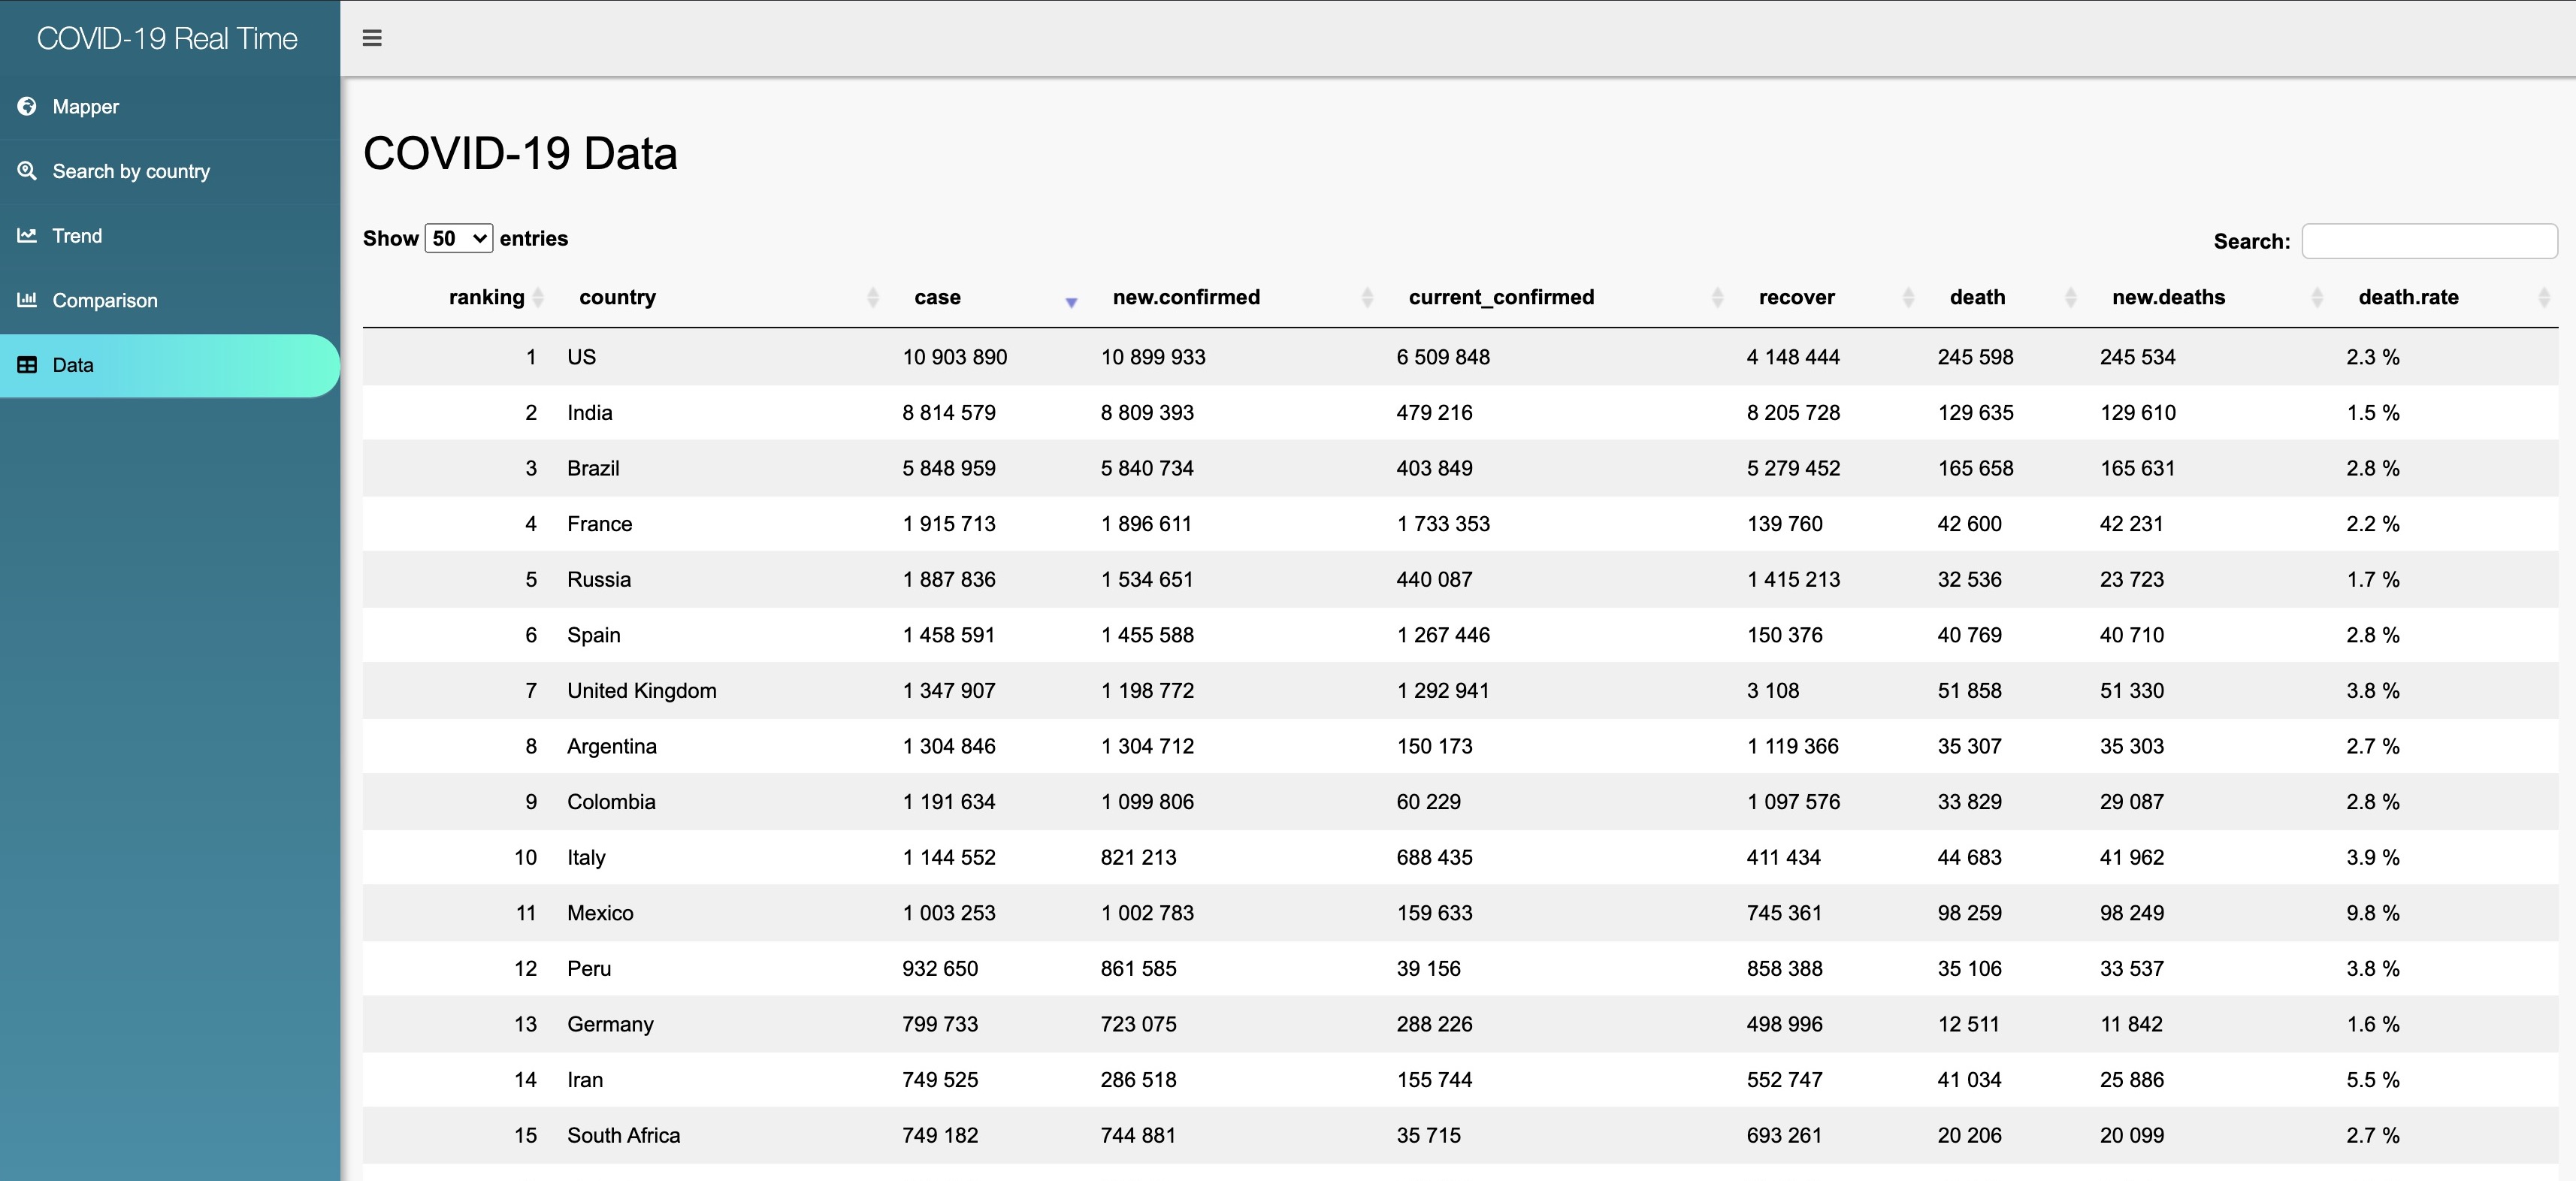 COVID-19 Real Time
Mapper
Search by country
Trend
Comparison
Data
COVID-19 Data
Show 50 entries
Search:
ranking country case new.confirmed current_confirmed recover death new.deaths death.rate
1 US 10 903 890 10 899 933 6 509 848 4 148 444 245 598 245 534 2.3 %
2 India 8 814 579 8 809 393 479 216 8 205 728 129 635 129 610 1.5 %
3 Brazil 5 848 959 5 840 734 403 849 5 279 452 165 658 165 631 2.8 %
4 France 1 915 713 1 896 611 1 733 353 139 760 42 600 42 231 2.2 %
5 Russia 1 887 836 1 534 651 440 087 1 415 213 32 536 23 723 1.7 %
6 Spain 1 458 591 1 455 588 1 267 446 150 376 40 769 40 710 2.8 %
7 United Kingdom 1 347 907 1 198 772 1 292 941 3 108 51 858 51 330 3.8 %
8 Argentina 1 304 846 1 304 712 150 173 1 119 366 35 307 35 303 2.7 %
9 Colombia 1 191 634 1 099 806 60 229 1 097 576 33 829 29 087 2.8 %
10 Italy 1 144 552 821 213 688 435 411 434 44 683 41 962 3.9 %
11 Mexico 1 003 253 1 002 783 159 633 745 361 98 259 98 249 9.8 %
12 Peru 932 650 861 585 39 156 858 388 35 106 33 537 3.8 %
13 Germany 799 733 723 075 288 226 498 996 12 511 11 842 1.6 %
14 Iran 749 525 286 518 155 744 552 747 41 034 25 886 5.5 %
15 South Africa 749 182 744 881 35 715 693 261 20 206 20 099 2.7 %